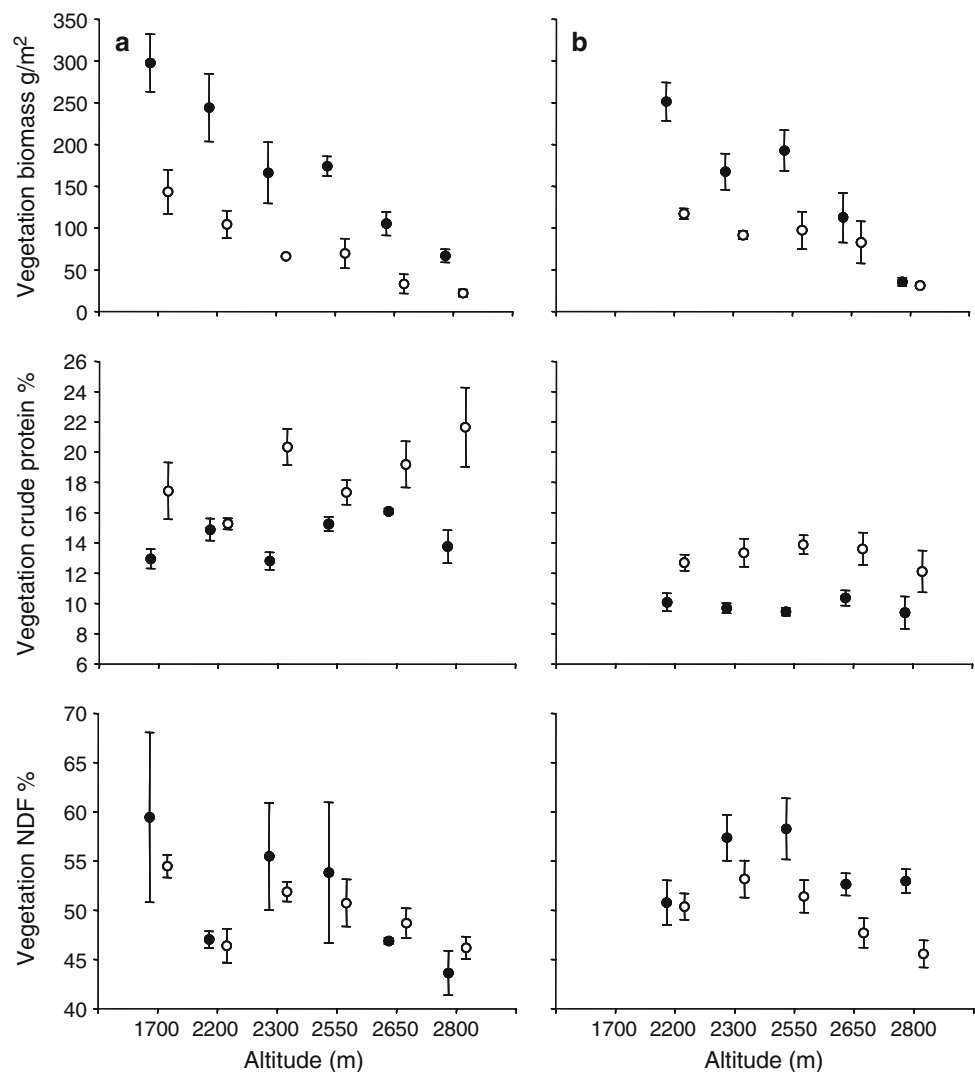 a
b
Vegetation biomass g/m²
350
300
250
200
150
100
50
0
Vegetation crude protein %
26
24
22
20
18
16
14
12
10
8
6
Vegetation NDF %
70
65
60
55
50
45
40
1700 2200 2300 2550 2650 2800
Altitude (m)
1700 2200 2300 2550 2650 2800
Altitude (m)